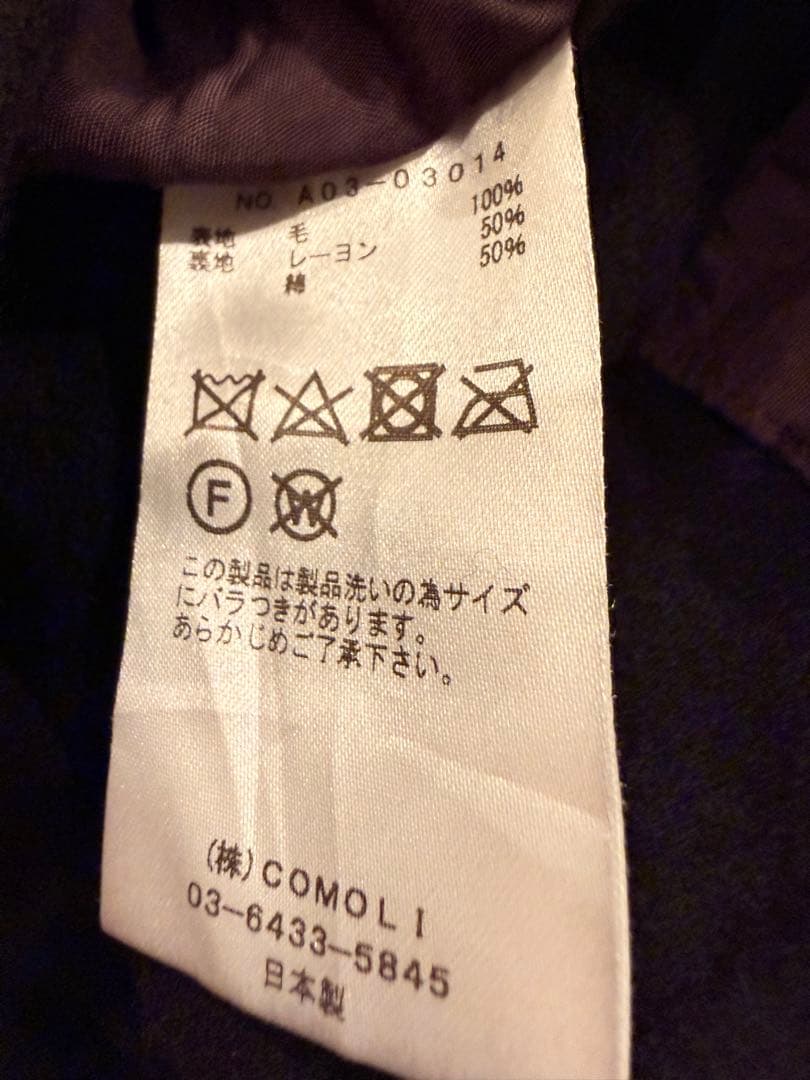 NO A03-03014
表地 毛 100%
裏地 レーヨン 50%
綿 50%
F W
この製品は製品洗いの為サイズ
にバラつきがあります。
あらかじめご了承下さい。
(株)COMOLI
03-6433-5845
日本製